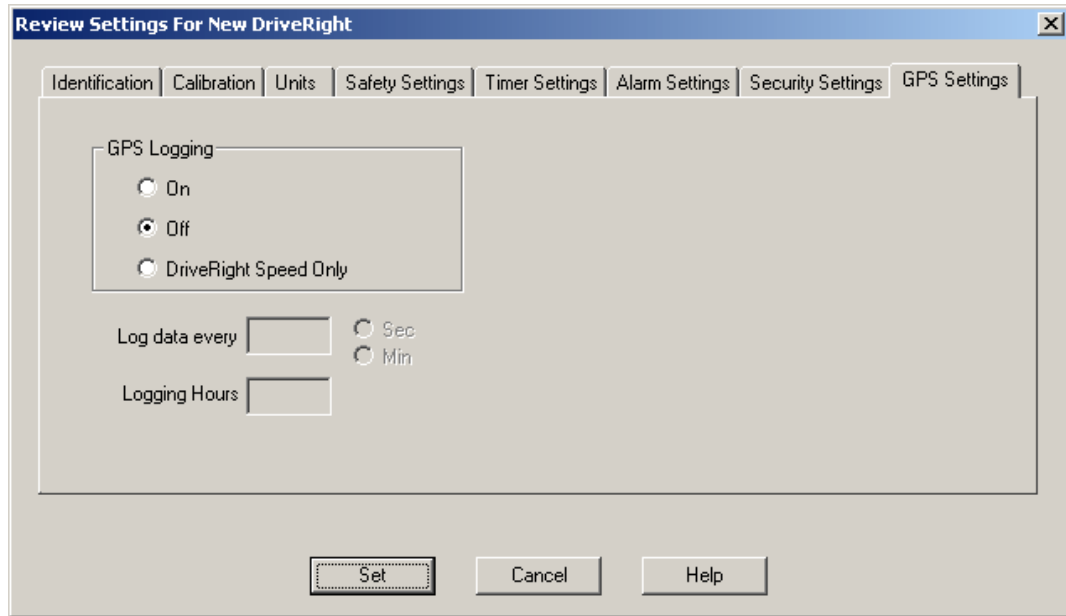 Review Settings For New DriveRight
Identification Calibration Units Safety Settings Timer Settings Alarm Settings Security Settings GPS Settings
GPS Logging
On
Off
DriveRight Speed Only
Log data every Sec
Min
Logging Hours
Set Cancel Help